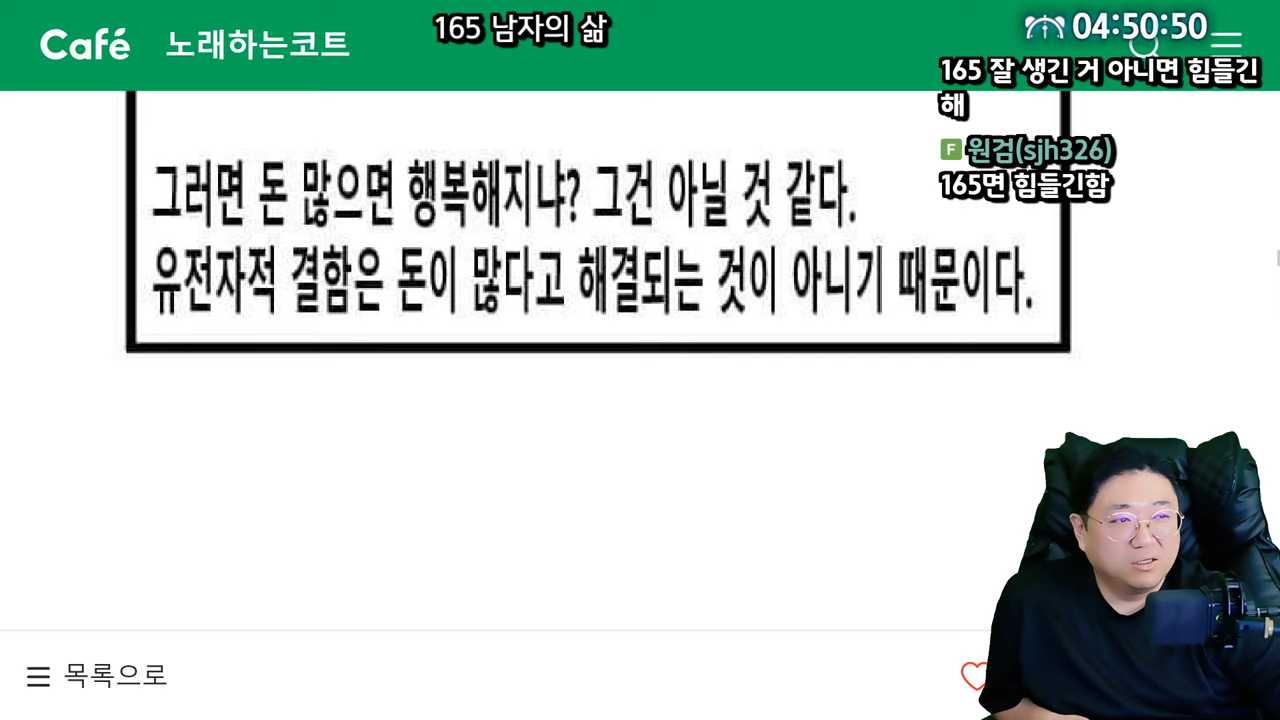 Café 노래하는코트
165 남자의 삶
04:50:50
165 잘 생긴 거 아니면 힘들긴
해
F 원검(sjh326)
165면 힘들긴함
그러면 돈 많으면 행복해지냐? 그건 아닐 것 같다.
유전자적 결함은 돈이 많다고 해결되는 것이 아니기 때문이다.
목록으로